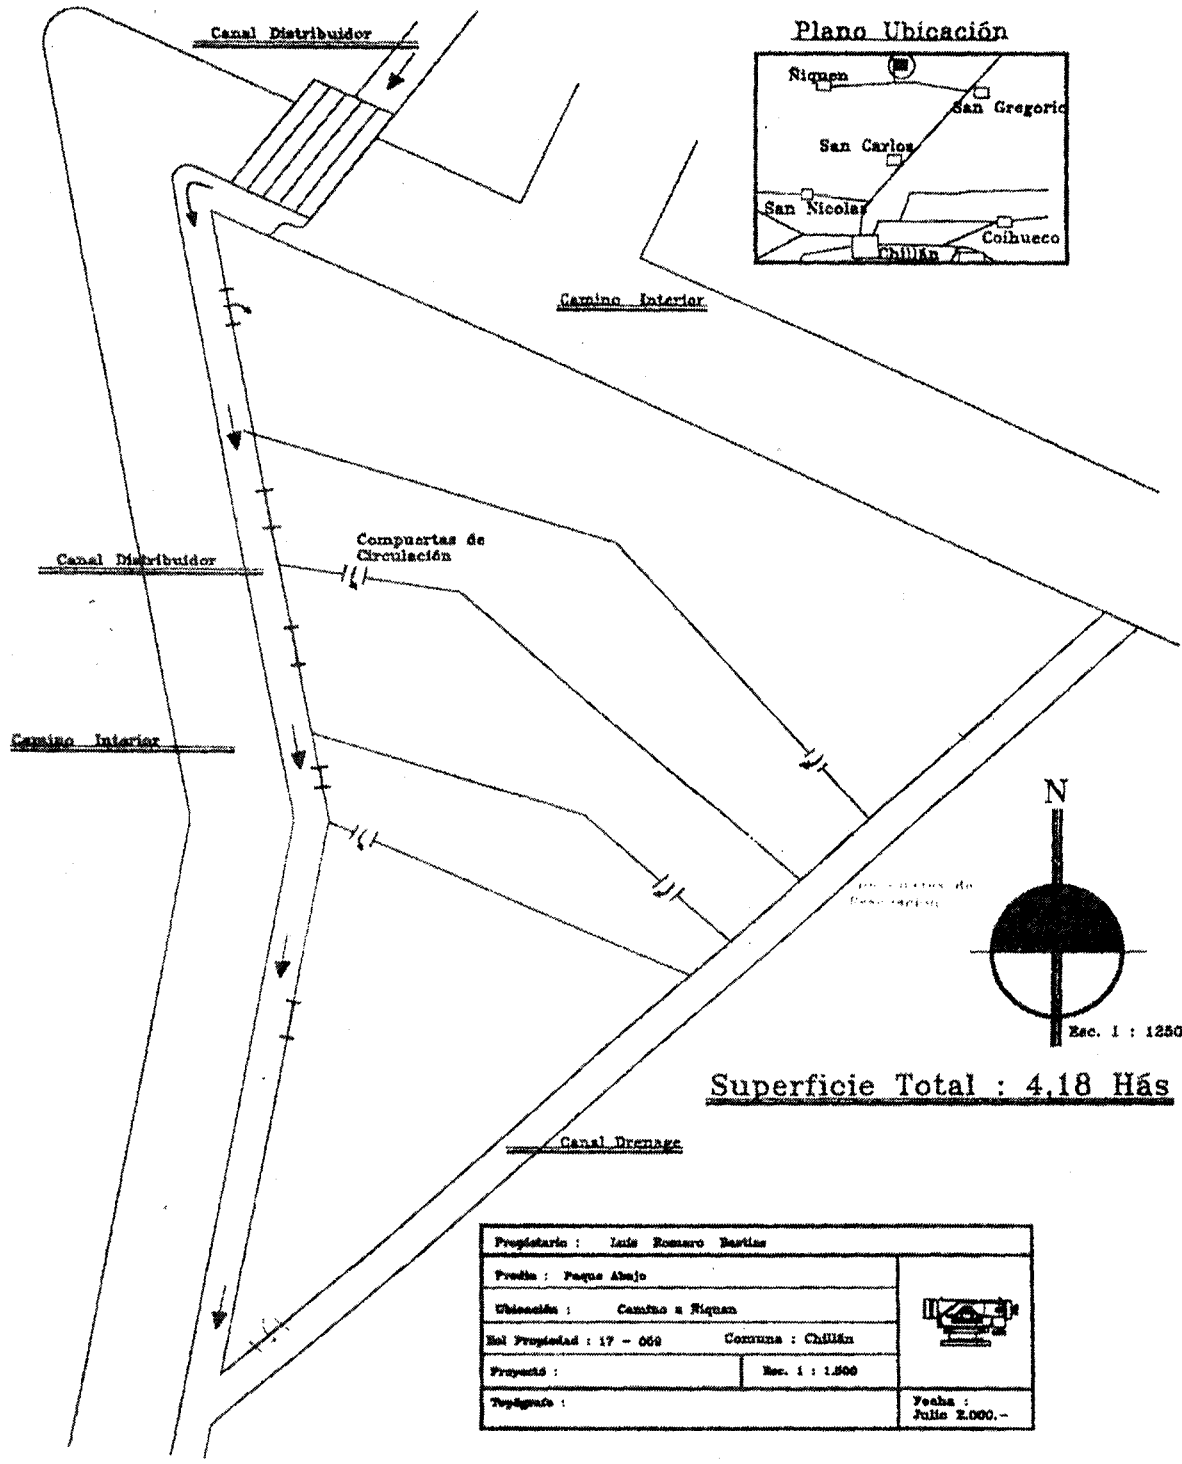 Canal Distribuidor
Plano Ubicación
Ñiquen
San Gregorio
San Carlos
San Nicolas
Coihueco
Chillán
Camino Interior
Compuertas de
Circulación
Canal Distribuidor
Camino Interior
N
de
Esc. 1 : 1250
Superficie Total : 4,18 Hás
Canal Drenage
Propietario : Luis Romero Bastias
Predio : Paque Abajo
Ubicación : Camino a Ñiquen
Rol Propiedad : 17 - 059 Comuna : Chillán
Proyectó : Esc. 1 : 1.500
Topógrafo :
Fecha :
Julio 2.000.-